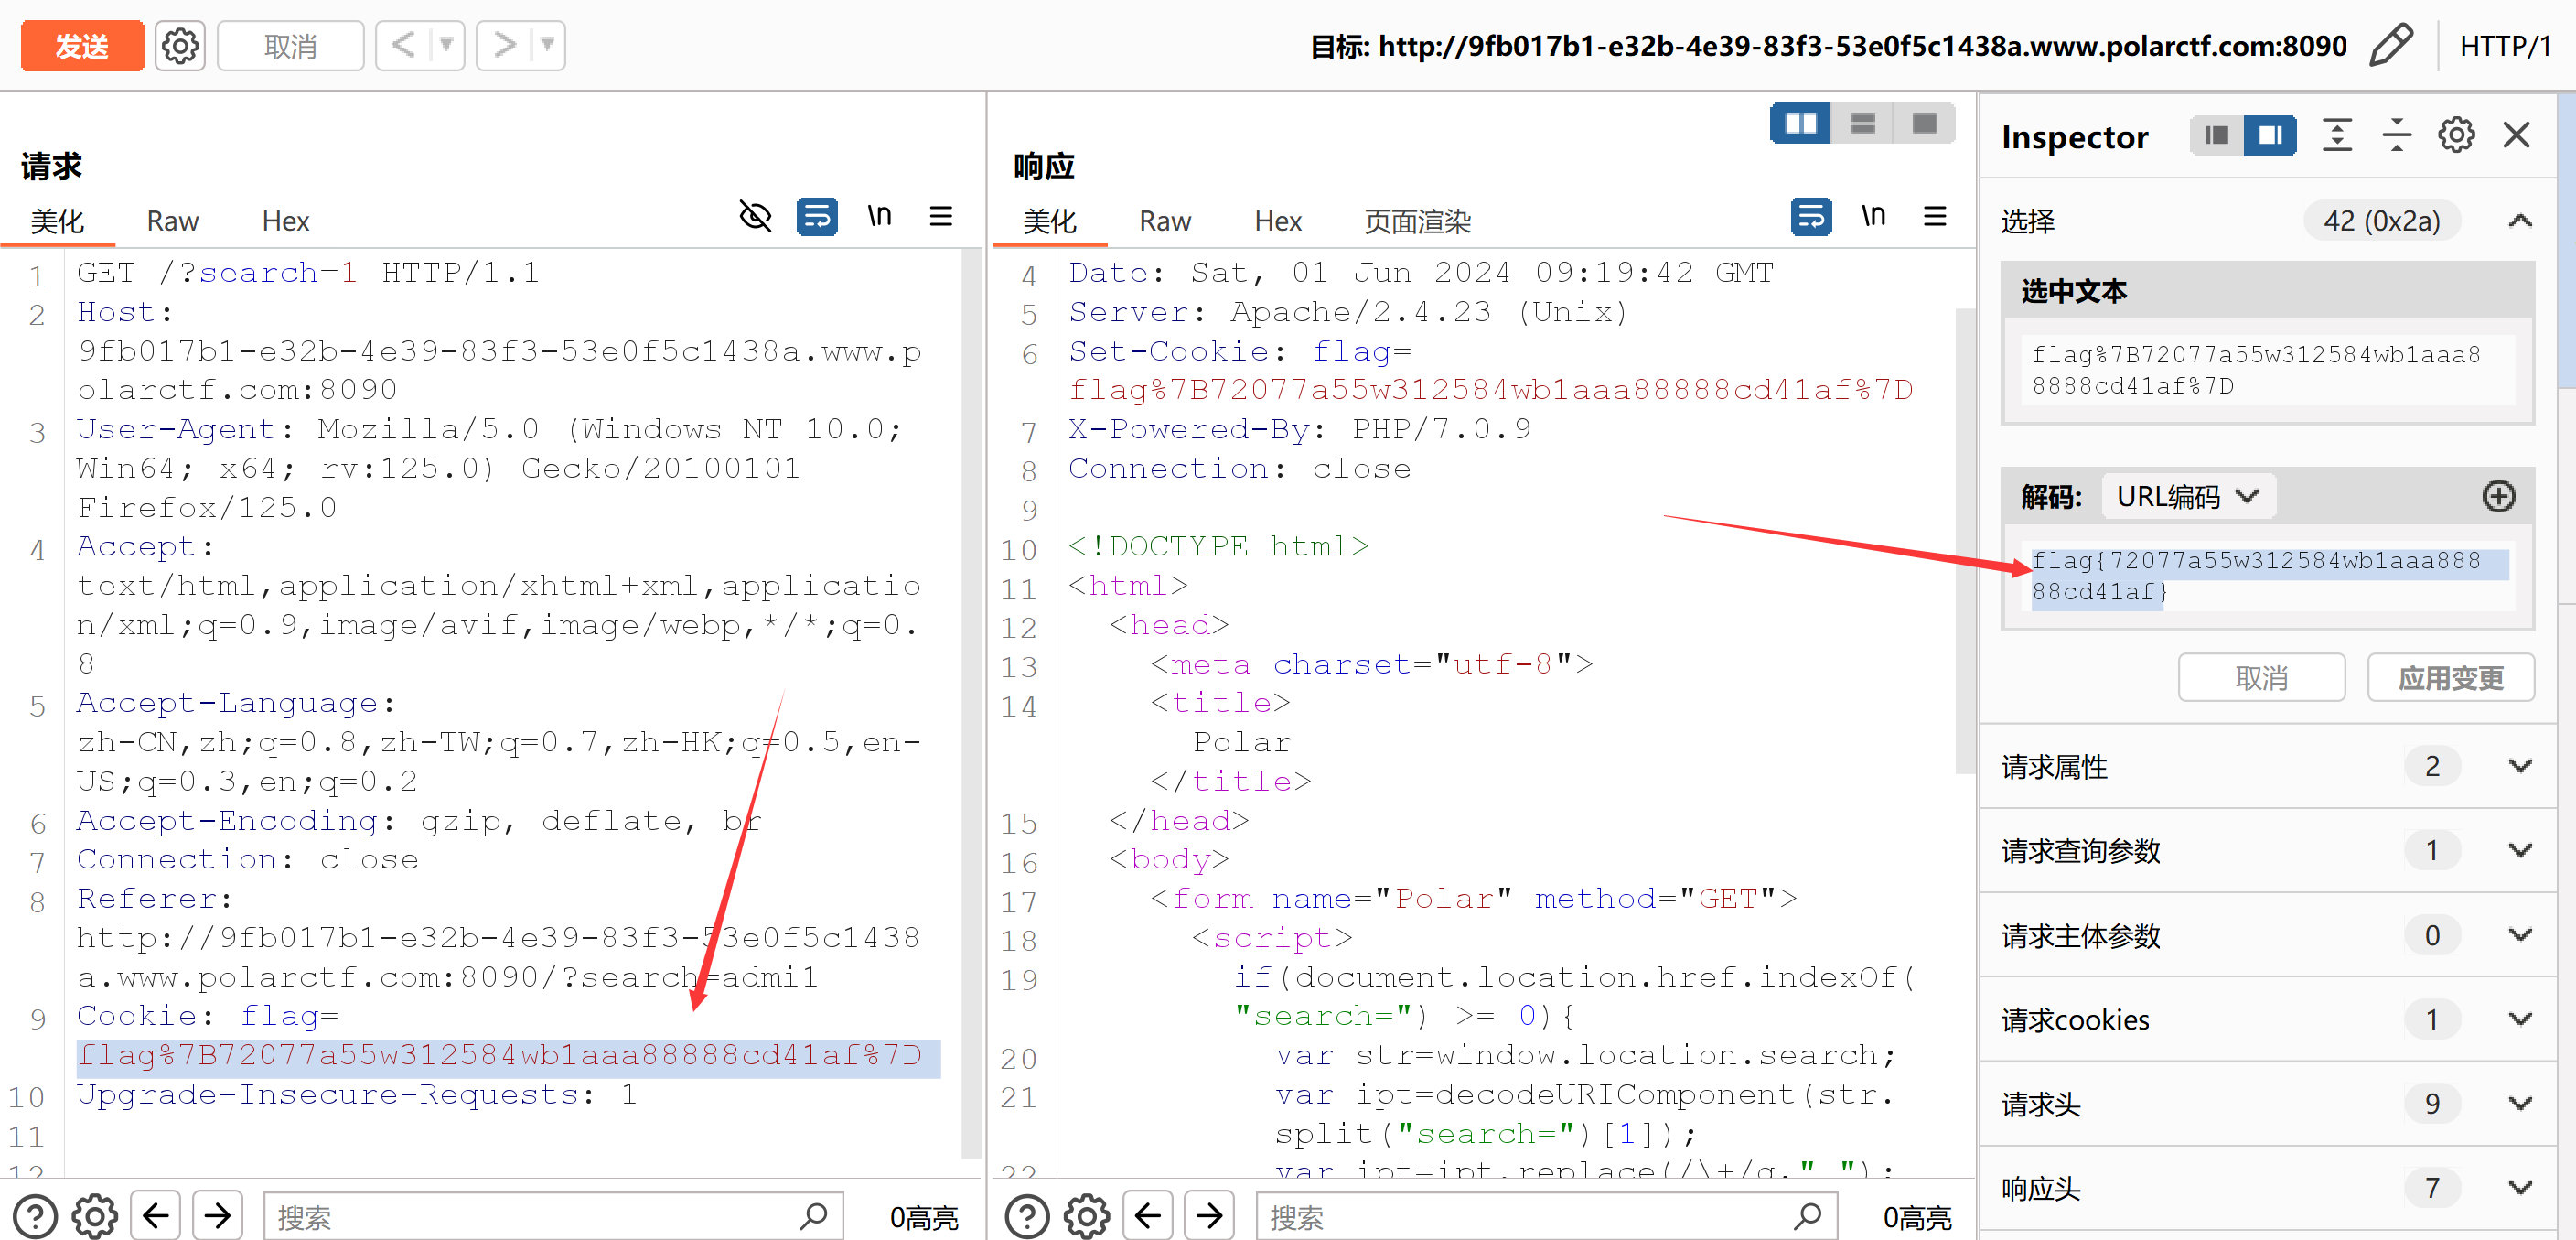 发送
取消
目标: http://9fb017b1-e32b-4e39-83f3-53e0f5c1438a.www.polarctf.com:8090
HTTP/1
请求
美化 Raw Hex
\n
1 GET /?search=1 HTTP/1.1
2 Host:
9fb017b1-e32b-4e39-83f3-53e0f5c1438a.www.p
olarctf.com:8090
3 User-Agent: Mozilla/5.0 (Windows NT 10.0;
Win64; x64; rv:125.0) Gecko/20100101
Firefox/125.0
4 Accept:
text/html,application/xhtml+xml,applicatio
n/xml;q=0.9,image/avif,image/webp,*/*;q=0.
8
5 Accept-Language:
zh-CN,zh;q=0.8,zh-TW;q=0.7,zh-HK;q=0.5,en-
US;q=0.3,en;q=0.2
6 Accept-Encoding: gzip, deflate, br
7 Connection: close
8 Referer:
http://9fb017b1-e32b-4e39-83f3-53e0f5c1438
a.www.polarctf.com:8090/?search=admi1
9 Cookie: flag=
flag%7B72077a55w312584wb1aaa88888cd41af%7D
10 Upgrade-Insecure-Requests: 1
11
12
搜索
0高亮
响应
美化 Raw Hex 页面渲染
\n
4 Date: Sat, 01 Jun 2024 09:19:42 GMT
5 Server: Apache/2.4.23 (Unix)
6 Set-Cookie: flag=
flag%7B72077a55w312584wb1aaa88888cd41af%7D
7 X-Powered-By: PHP/7.0.9
8 Connection: close
9
10 <!DOCTYPE html>
11 <html>
12 <head>
13 <meta charset="utf-8">
14 <title>
Polar
</title>
15 </head>
16 <body>
17 <form name="Polar" method="GET">
18 <script>
19 if(document.location.href.indexOf(
"search=") >= 0){
20 var str=window.location.search;
21 var ipt=decodeURIComponent(str.
split("search=")[1]);
22 var ipt=ipt.replace(/\+/g," ");
搜索
0高亮
Inspector
选择 42 (0x2a)
选中文本
flag%7B72077a55w312584wb1aaa8
8888cd41af%7D
解码: URL编码
flag{72077a55w312584wb1aaa888
88cd41af}
取消 应用变更
请求属性 2
请求查询参数 1
请求主体参数 0
请求cookies 1
请求头 9
响应头 7